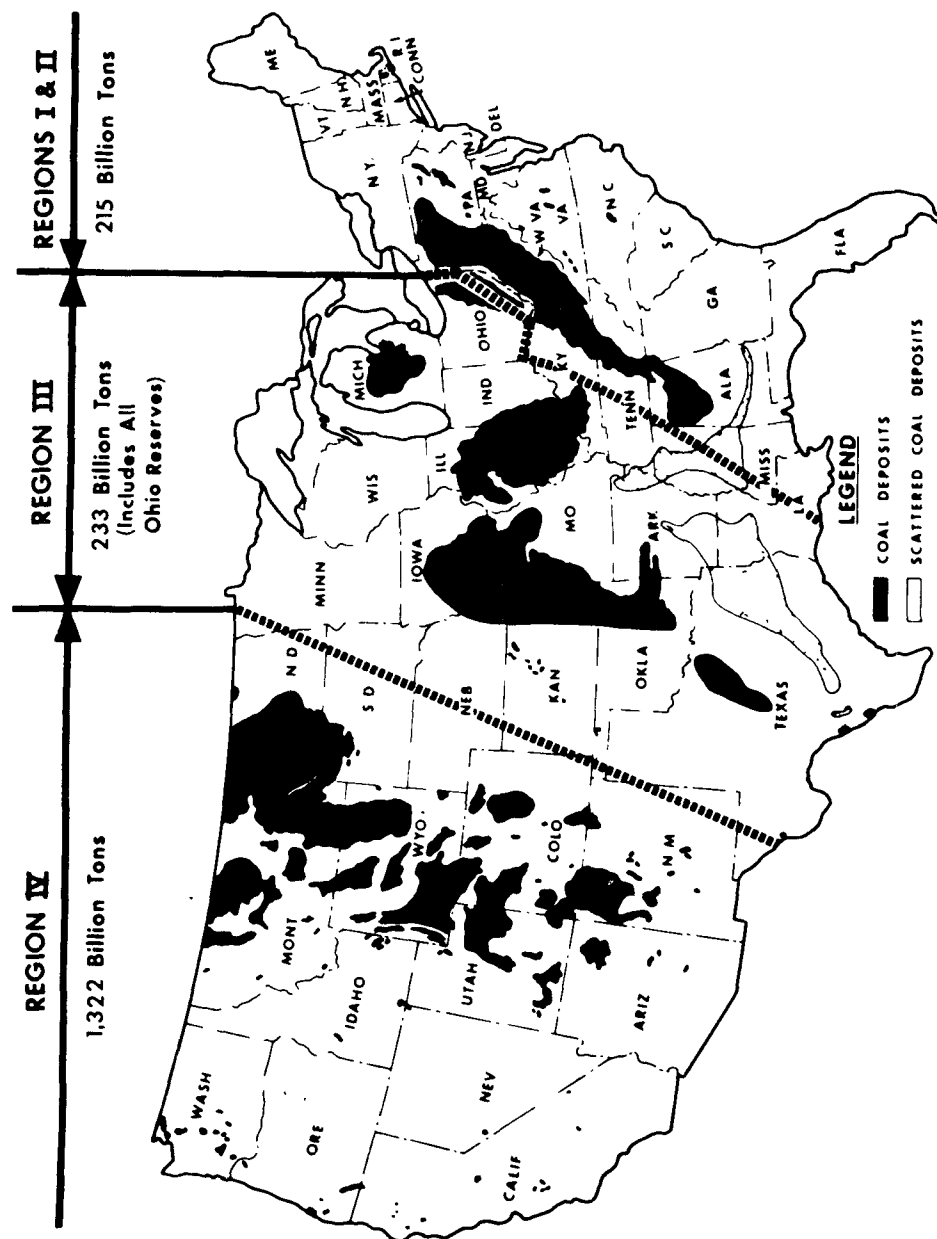 REGION IV
1,322 Billion Tons
REGION III
233 Billion Tons
(Includes All
Ohio Reserves)
REGIONS I & II
215 Billion Tons
WASH
ORE
CALIF
NEV
IDAHO
MONT
UTAH
ARIZ
WYO
COLO
N M
N D
S D
NEB
KAN
OKLA
TEXAS
MINN
IOWA
MO
ARK
WIS
ILL
MICH
IND
OHIO
KY
TENN
MISS
ALA
GA
FLA
S C
N C
VA
W VA
PA
MD
DEL
N J
N Y
VT
N H
MASS
R I
CONN
ME
LEGEND
COAL DEPOSITS
SCATTERED COAL DEPOSITS